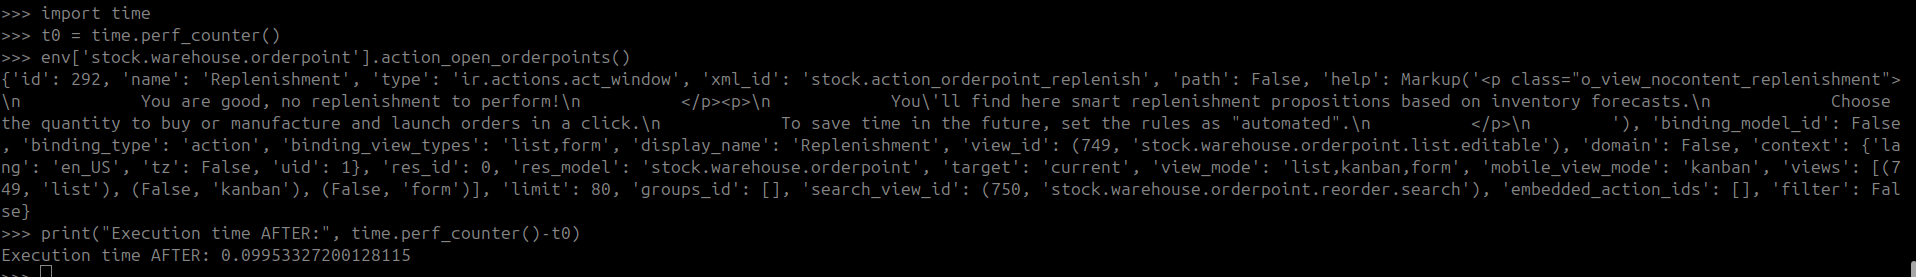 >>> import time
>>> t0 = time.perf_counter()
>>> env['stock.warehouse.orderpoint'].action_open_orderpoints()
{'id': 292, 'name': 'Replenishment', 'type': 'ir.actions.act_window', 'xml_id': 'stock.action_orderpoint_replenish', 'path': False, 'help': Markup('<p class="o_view_nocontent_replenishment">
\n            You are good, no replenishment to perform!\n          </p><p>\n            You\'ll find here smart replenishment propositions based on inventory forecasts.\n            Choose
the quantity to buy or manufacture and launch orders in a click.\n            To save time in the future, set the rules as "automated".\n          </p>\n        '), 'binding_model_id': False
, 'binding_type': 'action', 'binding_view_types': 'list,form', 'display_name': 'Replenishment', 'view_id': (749, 'stock.warehouse.orderpoint.list.editable'), 'domain': False, 'context': {'la
ng': 'en_US', 'tz': False, 'uid': 1}, 'res_id': 0, 'res_model': 'stock.warehouse.orderpoint', 'target': 'current', 'view_mode': 'list,kanban,form', 'mobile_view_mode': 'kanban', 'views': [(7
49, 'list'), (False, 'kanban'), (False, 'form')], 'limit': 80, 'groups_id': [], 'search_view_id': (750, 'stock.warehouse.orderpoint.reorder.search'), 'embedded_action_ids': [], 'filter': Fal
se}
>>> print("Execution time AFTER:", time.perf_counter()-t0)
Execution time AFTER: 0.09953327200128115
>>>